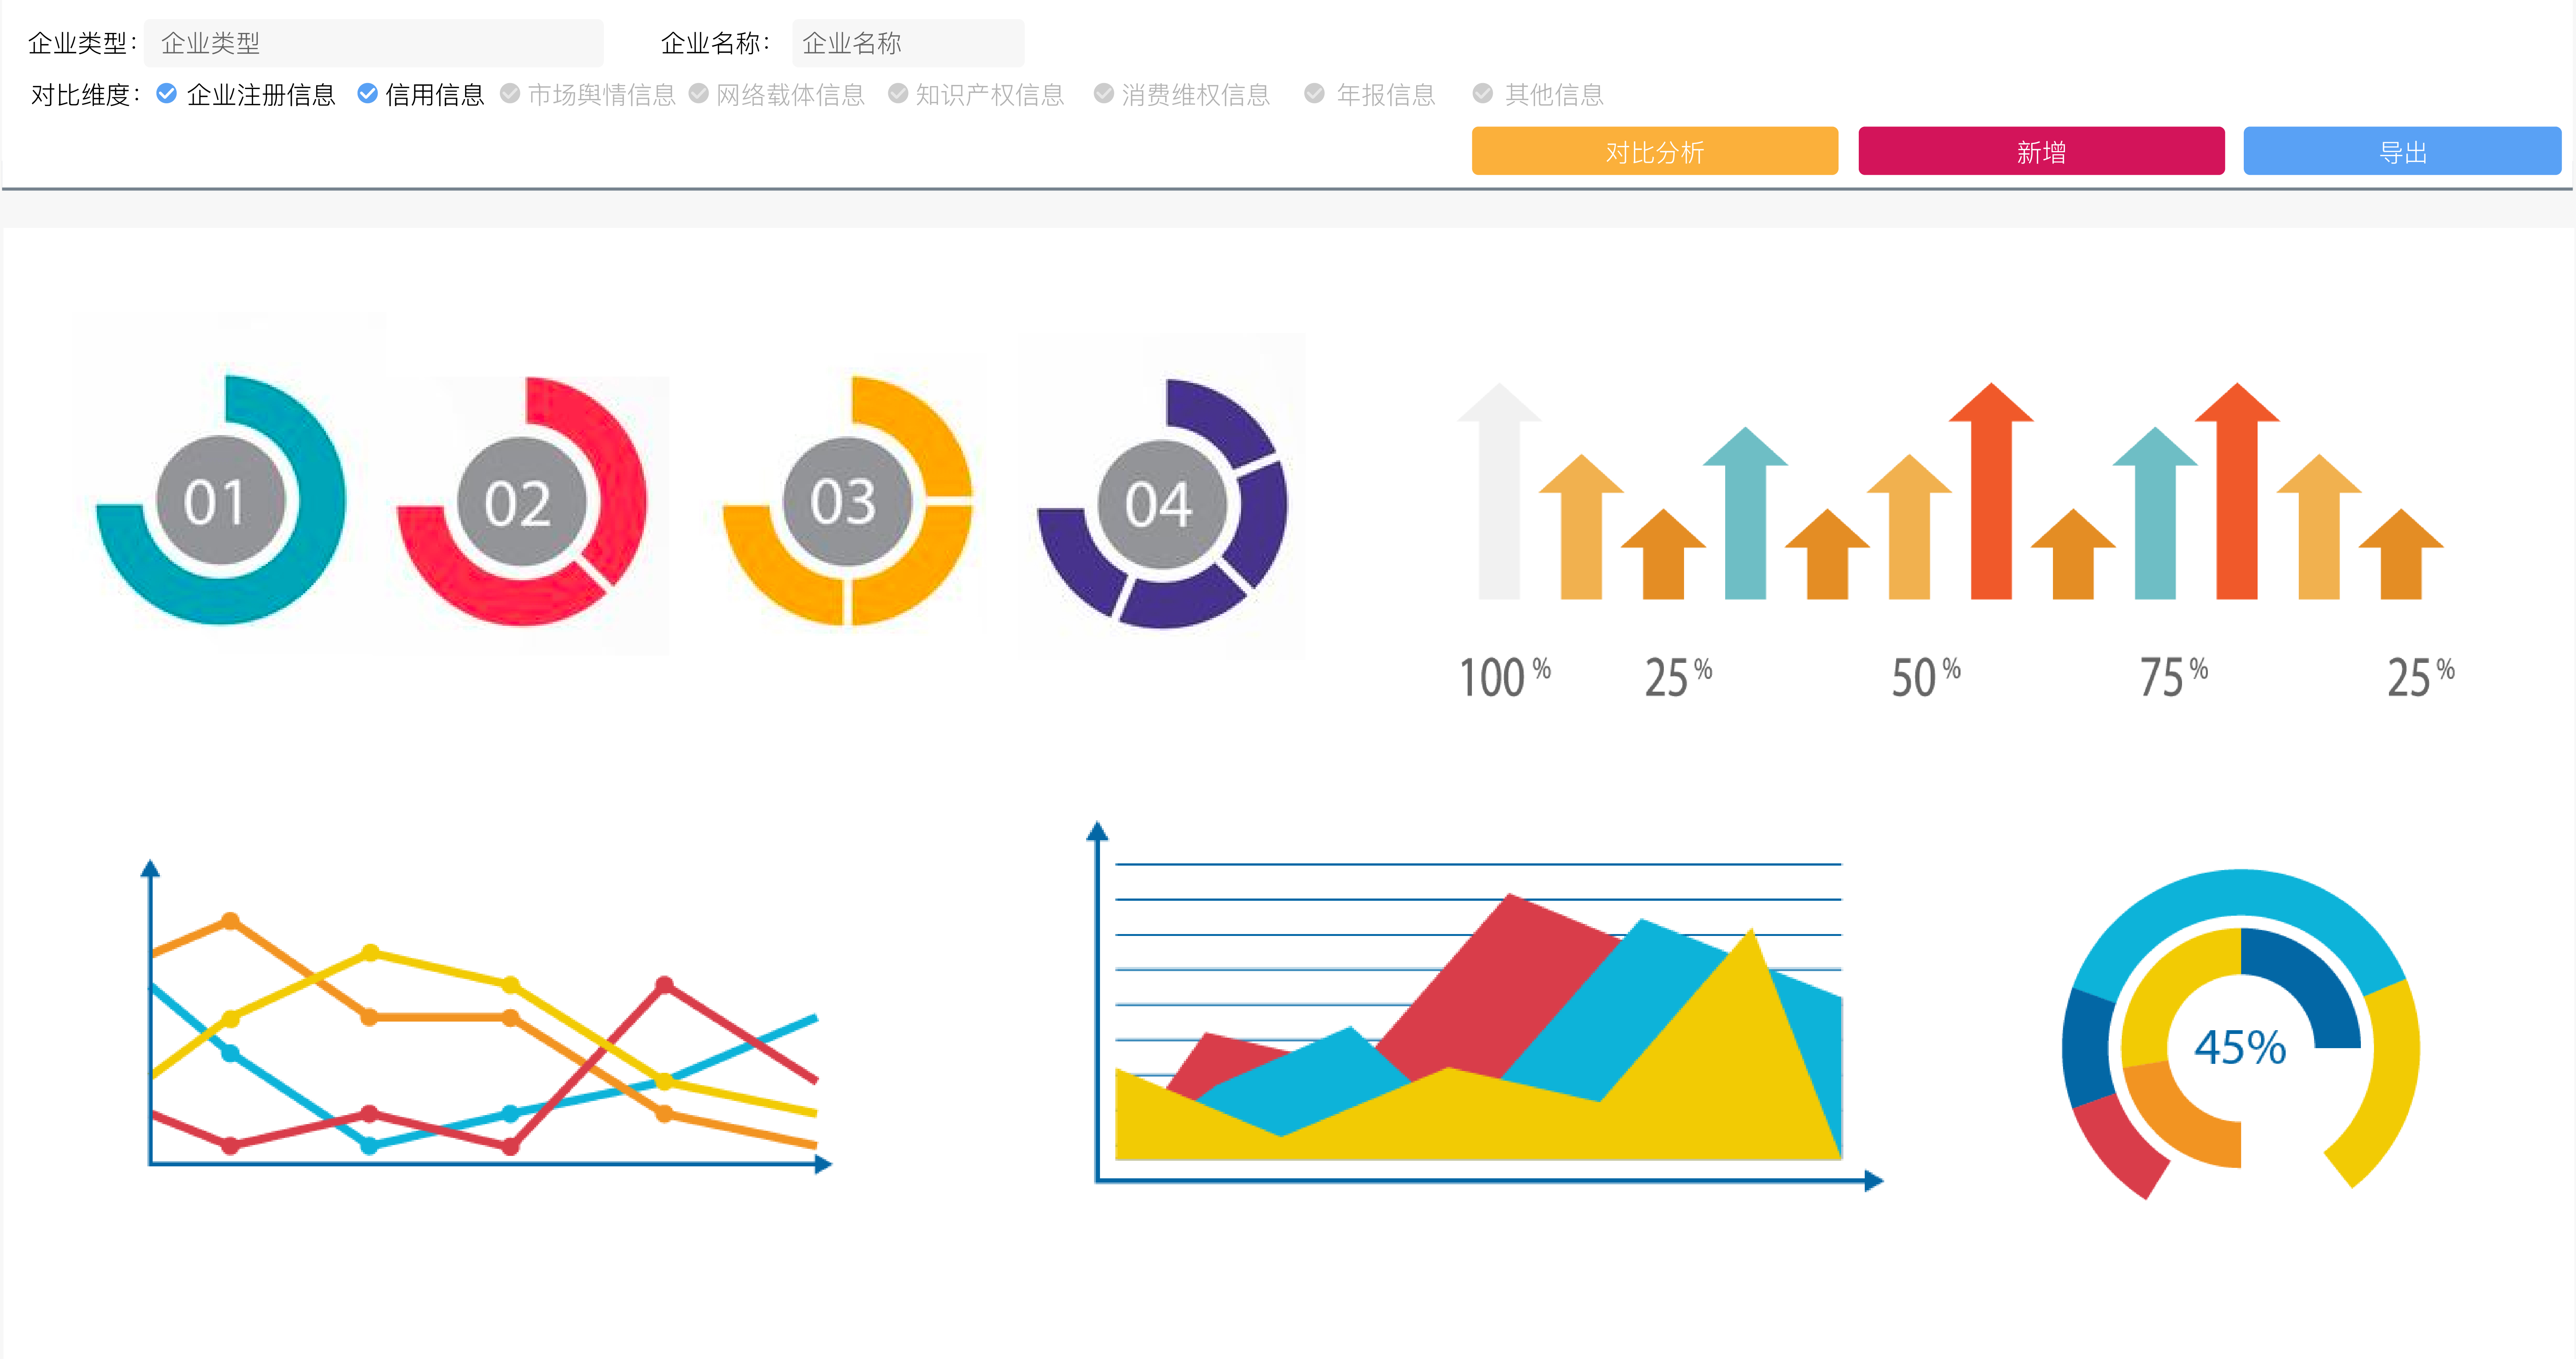 企业类型： 企业类型 企业名称： 企业名称
对比维度： 企业注册信息 信用信息 市场舆情信息 网络载体信息 知识产权信息 消费维权信息 年报信息 其他信息
对比分析 新增 导出
01 02 03 04
100% 25% 50% 75% 25%
45%